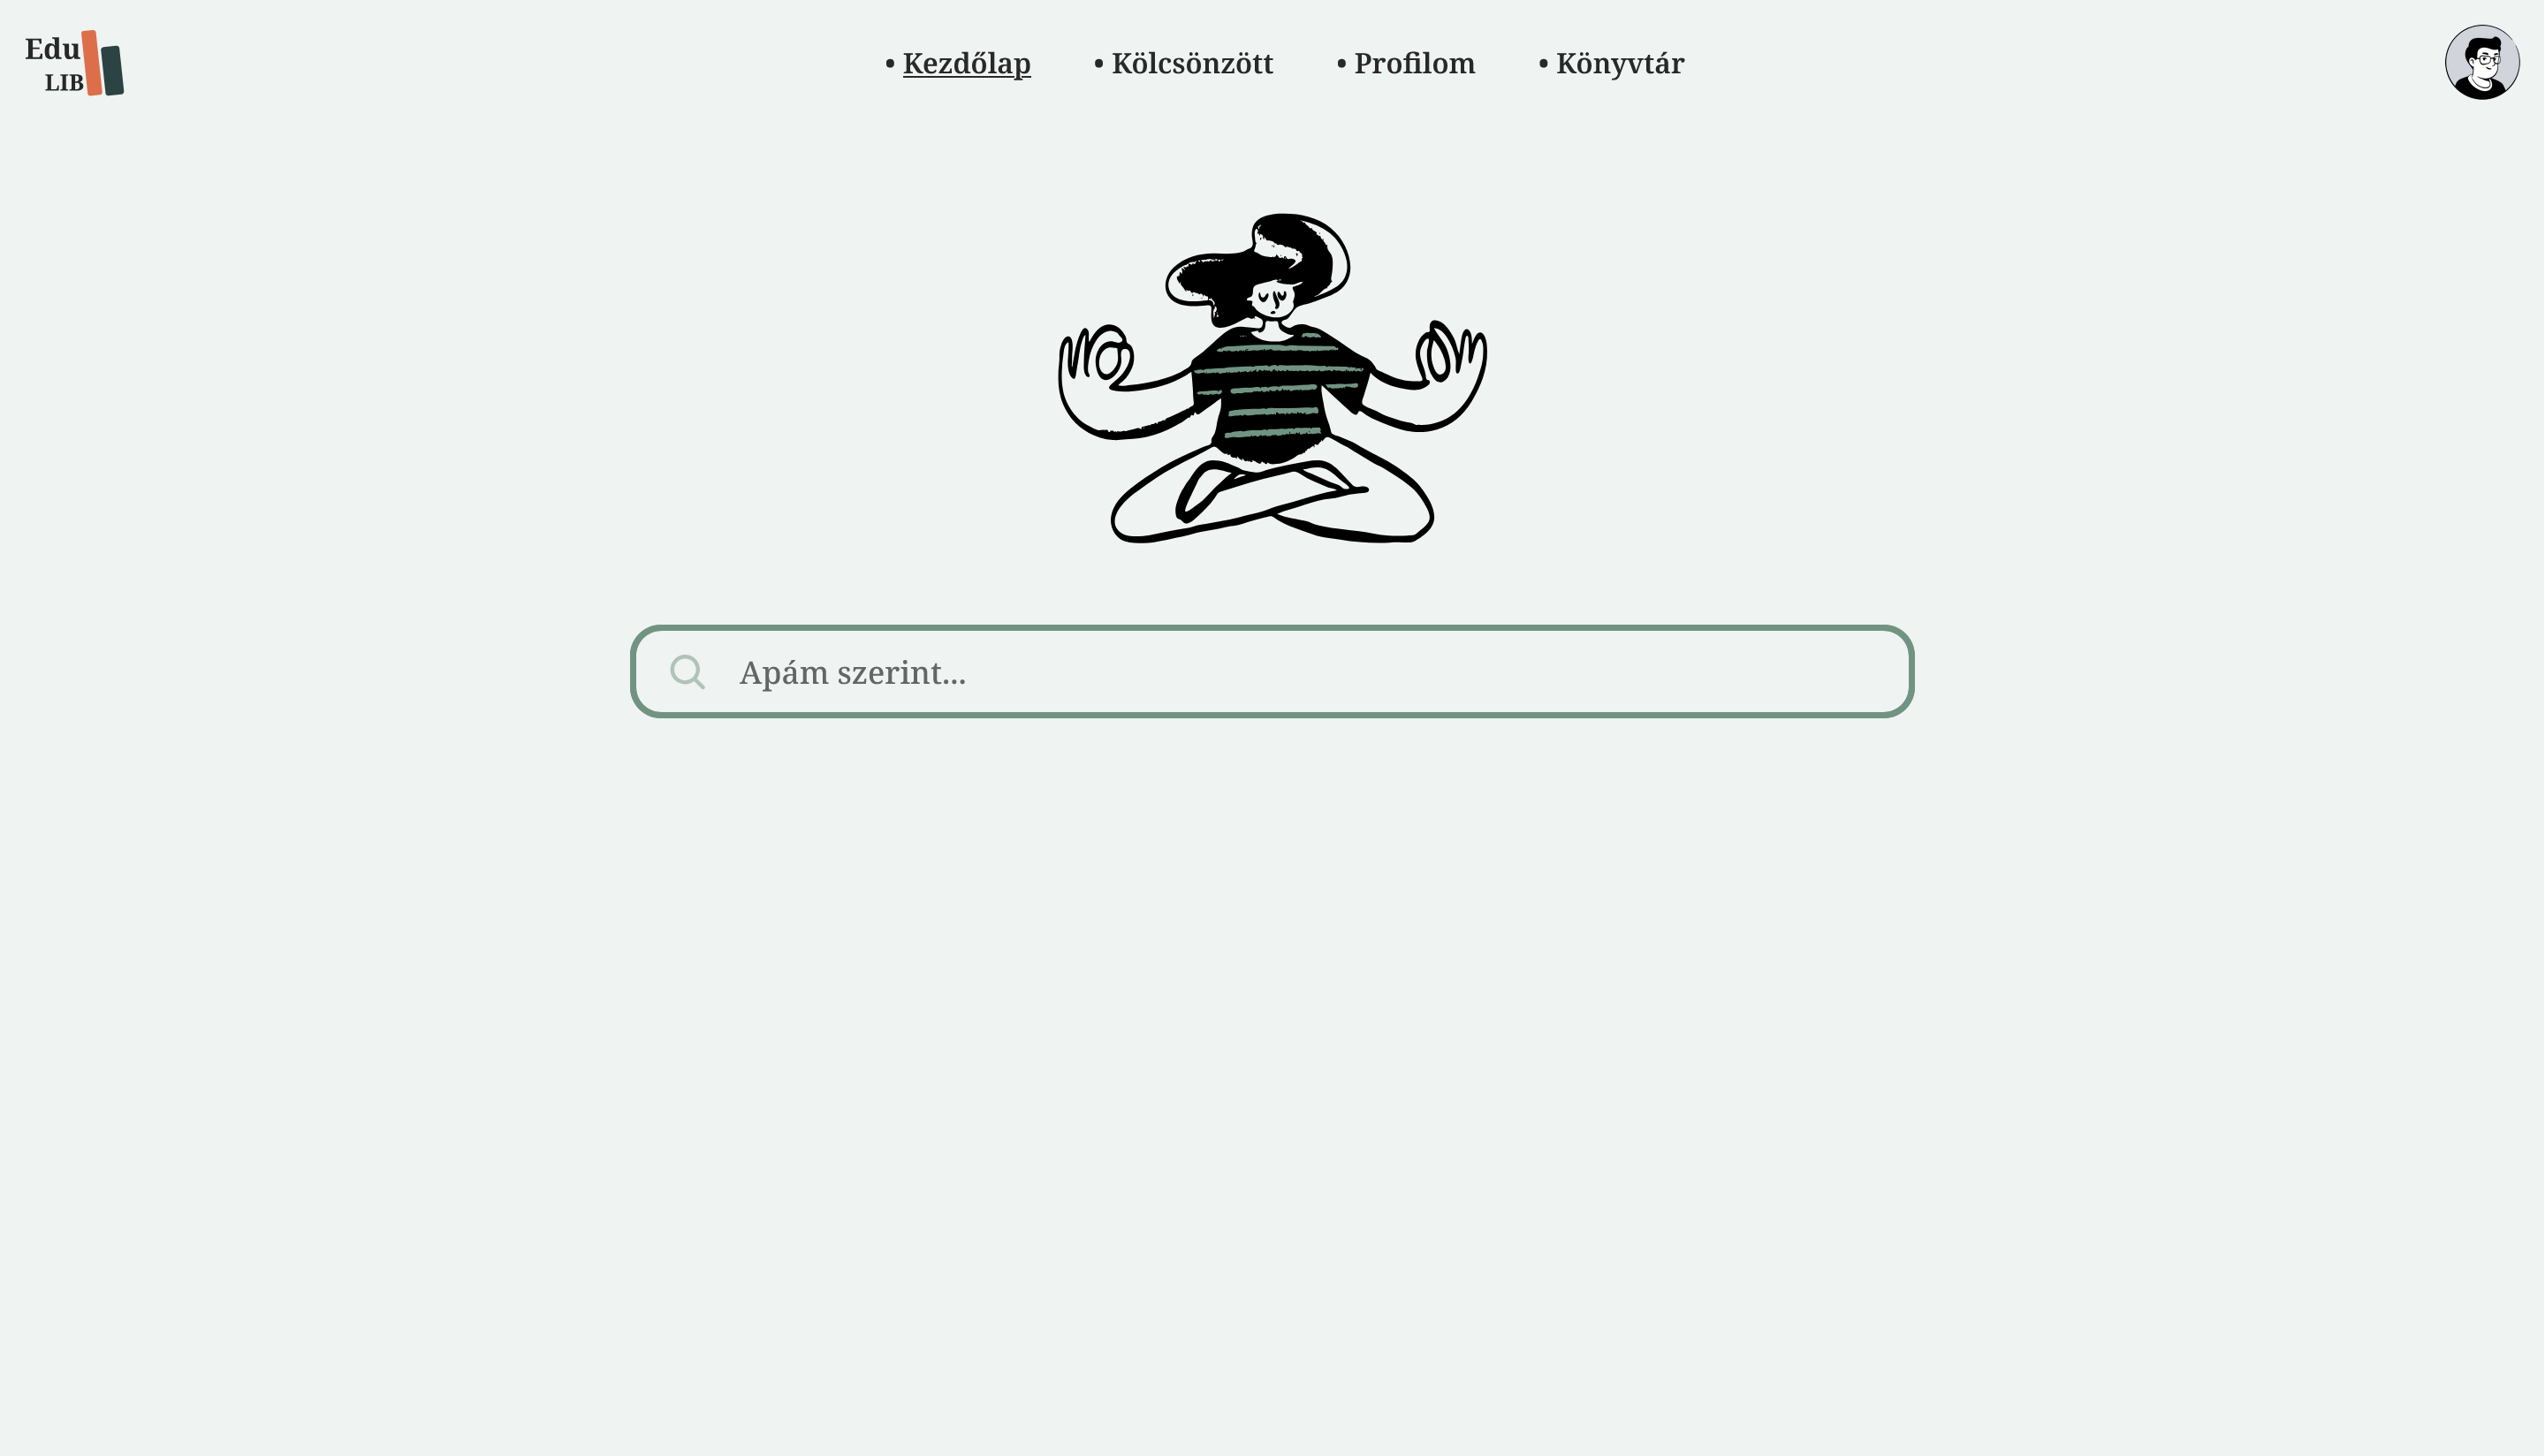 Edu
LIB
• Kezdőlap • Kölcsönzött • Profilom • Könyvtár
Apám szerint...